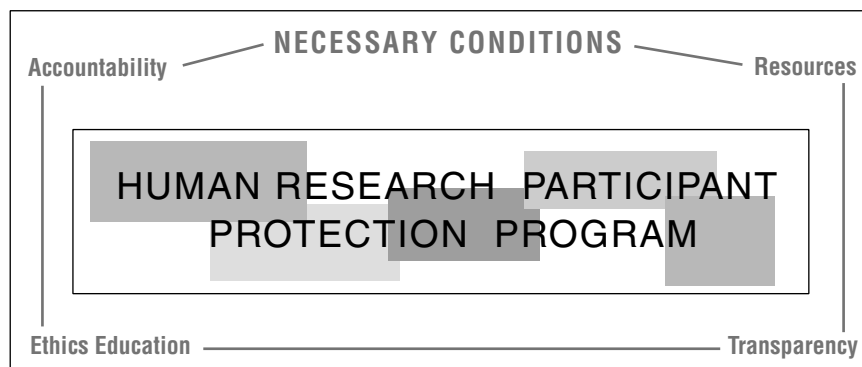 NECESSARY CONDITIONS
Accountability
Resources
HUMAN RESEARCH PARTICIPANT
PROTECTION PROGRAM
Ethics Education
Transparency